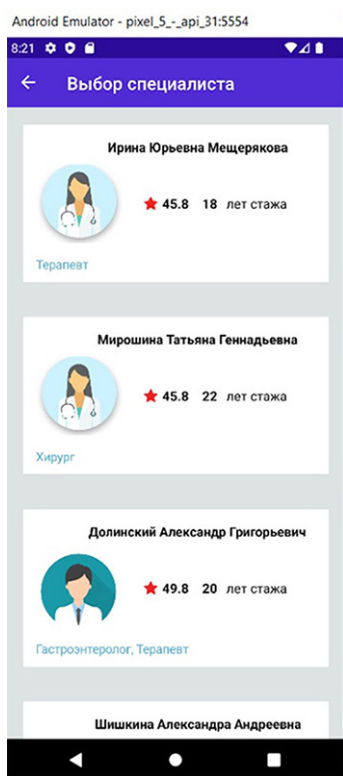 Android Emulator - pixel_5_-_api_31:5554
8:21
Выбор специалиста
Ирина Юрьевна Мещерякова
45.8 18 лет стажа
Терапевт
Мирошина Татьяна Геннадьевна
45.8 22 лет стажа
Хирург
Долинский Александр Григорьевич
49.8 20 лет стажа
Гастроэнтеролог, Терапевт
Шишкина Александра Андреевна